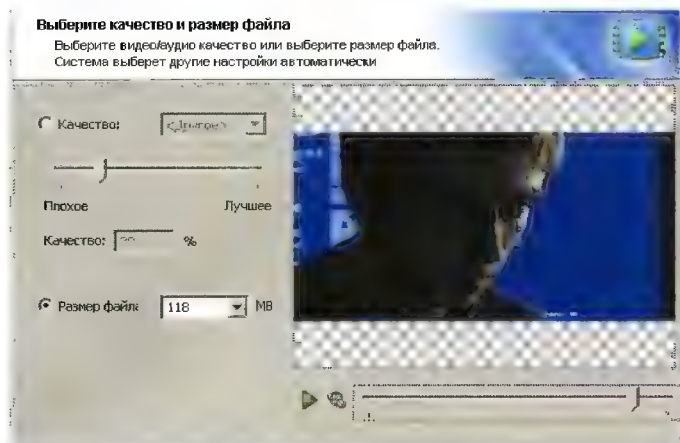 Выберите качество и размер файла
Выберите видео/аудио качество или выберите размер файла.
Система выберет другие настройки автоматически
Качество:
Плохое Лучшее
Качество: %
Размер файла 118 MB